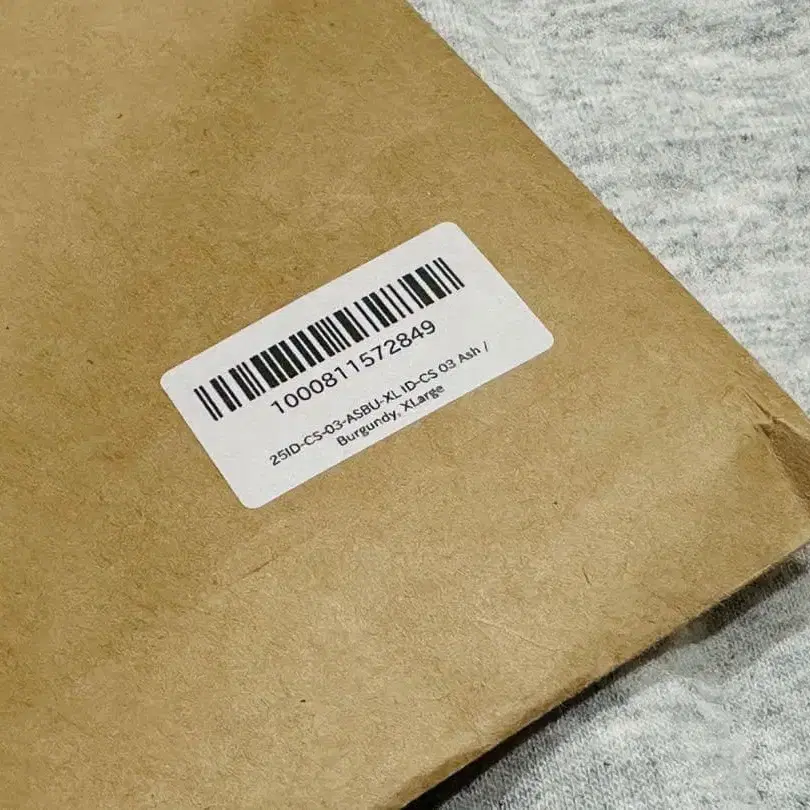 1000811572849
25ID-CS-03-ASBU-XL ID-CS 03 Ash /
Burgundy, XLarge